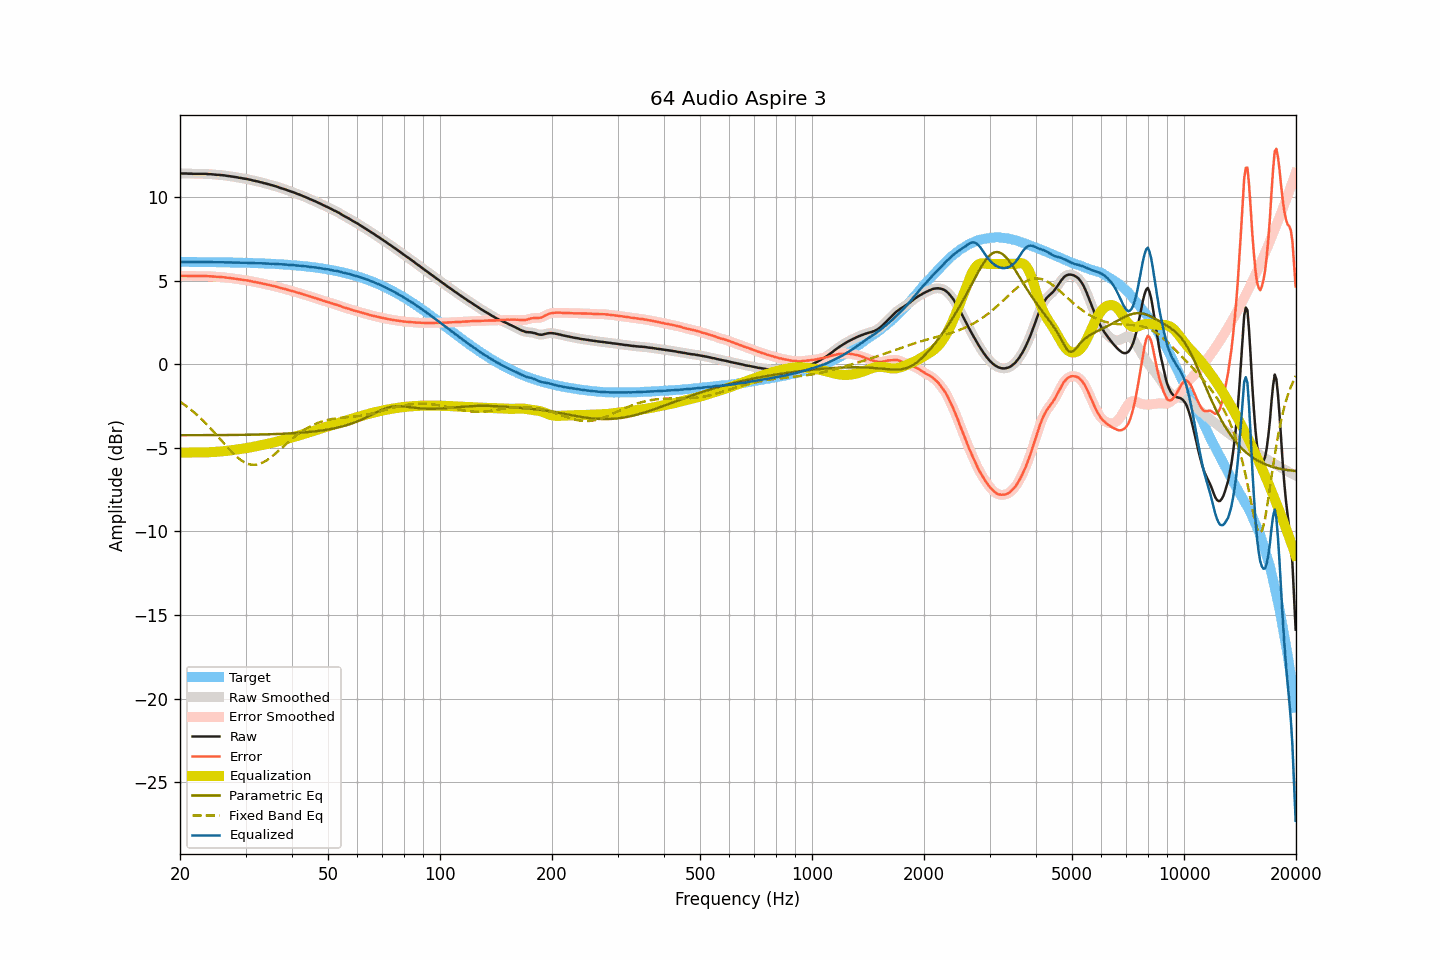 64 Audio Aspire 3
Amplitude (dBr)
10
5
0
−5
−10
−15
−20
−25
Target
Raw Smoothed
Error Smoothed
Raw
Error
Equalization
Parametric Eq
Fixed Band Eq
Equalized
20 50 100 200 500 1000 2000 5000 10000 20000
Frequency (Hz)